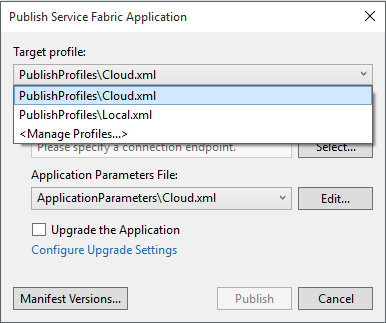 Publish Service Fabric Application
Target profile:
PublishProfiles\Cloud.xml
PublishProfiles\Cloud.xml
PublishProfiles\Local.xml
<Manage Profiles...>
Please specify a connection endpoint.
Select...
Application Parameters File:
ApplicationParameters\Cloud.xml
Edit...
Upgrade the Application
Configure Upgrade Settings
Manifest Versions...
Publish
Cancel